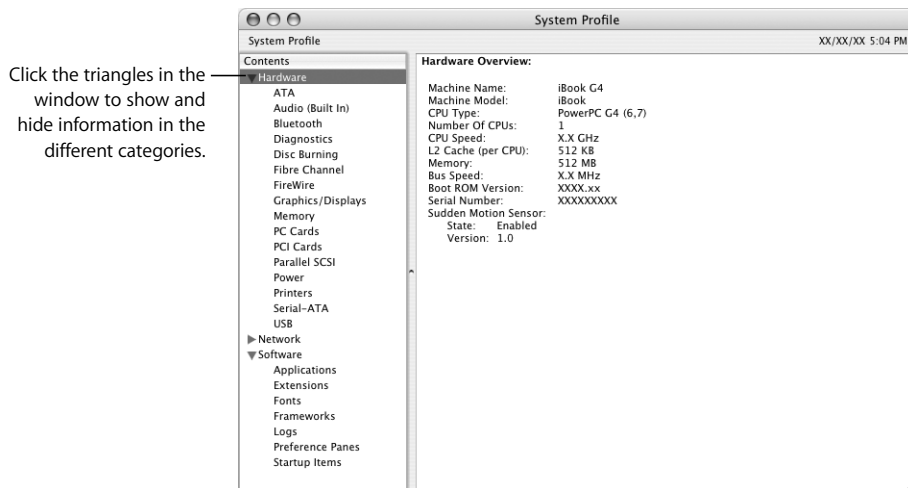 System Profile
System Profile
XX/XX/XX 5:04 PM
Click the triangles in the
window to show and
hide information in the
different categories.
Contents
Hardware
ATA
Audio (Built In)
Bluetooth
Diagnostics
Disc Burning
Fibre Channel
FireWire
Graphics/Displays
Memory
PC Cards
PCI Cards
Parallel SCSI
Power
Printers
Serial-ATA
USB
Network
Software
Applications
Extensions
Fonts
Frameworks
Logs
Preference Panes
Startup Items
Hardware Overview:
Machine Name: iBook G4
Machine Model: iBook
CPU Type: PowerPC G4 (6,7)
Number Of CPUs: 1
CPU Speed: X.X GHz
L2 Cache (per CPU): 512 KB
Memory: 512 MB
Bus Speed: X.X MHz
Boot ROM Version: XXXX.xx
Serial Number: XXXXXXXXX
Sudden Motion Sensor:
State: Enabled
Version: 1.0